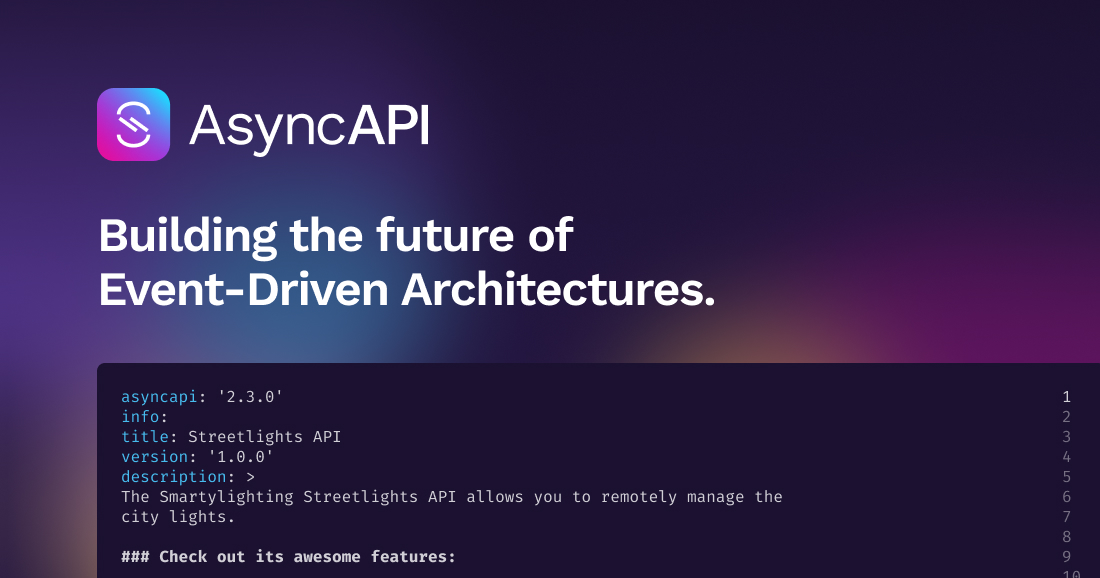 AsyncAPI
Building the future of
Event-Driven Architectures.
asyncapi: '2.3.0'
info:
title: Streetlights API
version: '1.0.0'
description: >
The Smartylighting Streetlights API allows you to remotely manage the
city lights.
### Check out its awesome features:
1
2
3
4
5
6
7
8
9
10